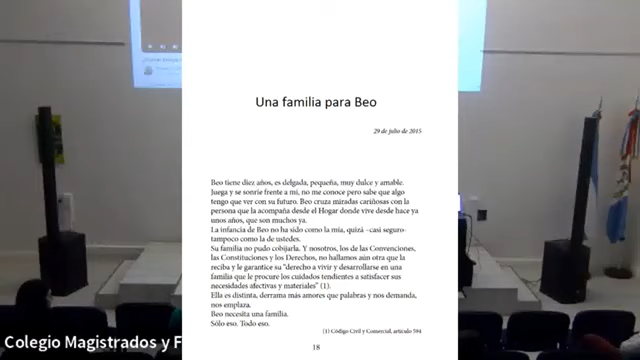 Una familia para Beo
29 de julio de 2015
Beo tiene diez años, es delgada, pequeña, muy dulce y amable.
Juega y se sonríe frente a mi, no me conoce pero sabe que algo
tengo que ver con su futuro. Beo cruza miradas cariñosas con la
persona que la acompaña desde el Hogar donde vive desde hace ya
unos años, que son muchos ya.
La infancia de Beo no ha sido como la mía, quizá –casi seguro-
tampoco como la de ustedes.
Su familia no pudo cobijarla. Y nosotros, los de las Convenciones,
las Constituciones y los Derechos, no hallamos aún otra que la
reciba y le garantice su "derecho a vivir y desarrollarse en una
familia que le procure los cuidados tendientes a satisfacer sus
necesidades afectivas y materiales" (1).
Ella es distinta, derrama más amores que palabras y nos demanda,
nos emplaza.
Beo necesita una familia.
Sólo eso. Todo eso.
(1) Código Civil y Comercial, artículo 594
18
Colegio Magistrados y F